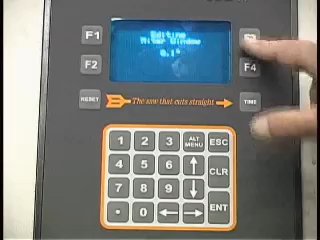 Editing
Miter Window
0.1°
F1
F2
F4
RESET
The saw that cuts straight
TIME
1 2 3 ALT MENU ESC
4 5 6 ↑ CLR
7 8 9 ↓ ENT
• 0 ← →